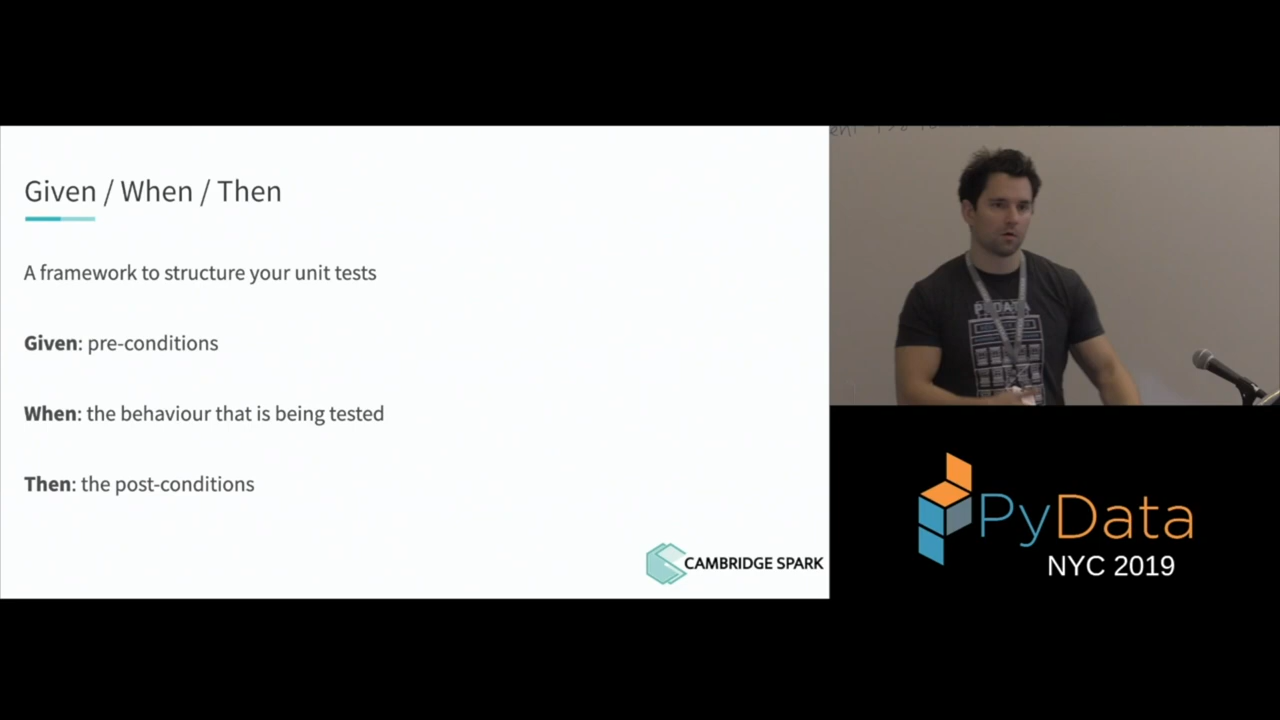 Given / When / Then
A framework to structure your unit tests
Given: pre-conditions
When: the behaviour that is being tested
Then: the post-conditions
CAMBRIDGE SPARK
PYDATA
PyData
NYC 2019